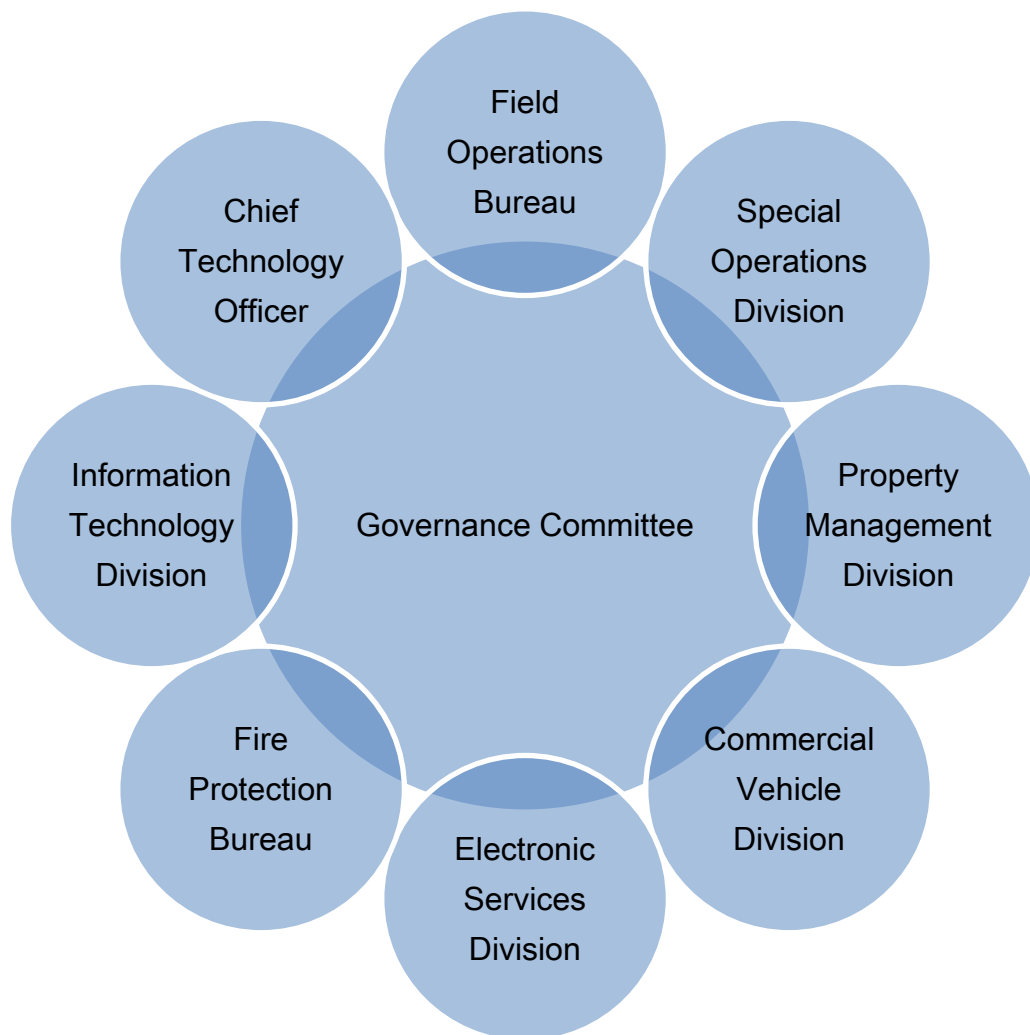 Field
Operations
Bureau
Special
Operations
Division
Property
Management
Division
Commercial
Vehicle
Division
Electronic
Services
Division
Fire
Protection
Bureau
Information
Technology
Division
Chief
Technology
Officer
Governance Committee